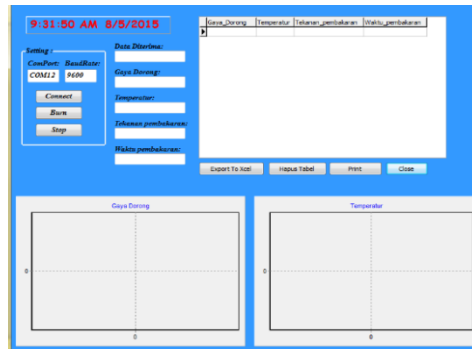 9:31:50 AM 8/5/2015
Setting :
ComPort: BaudRate:
COM12 9600
Connect
Burn
Stop
Data Diterima:
Gaya Dorong:
Temperatur:
Tekanan pembakaran:
Waktu pembakaran:
Gaya_Dorong Temperatur Tekanan_pembakaran Waktu_pembakaran
Export To Xcel Hapus Tabel Print Close
Gaya Dorong
0
0
Temperatur
0
0